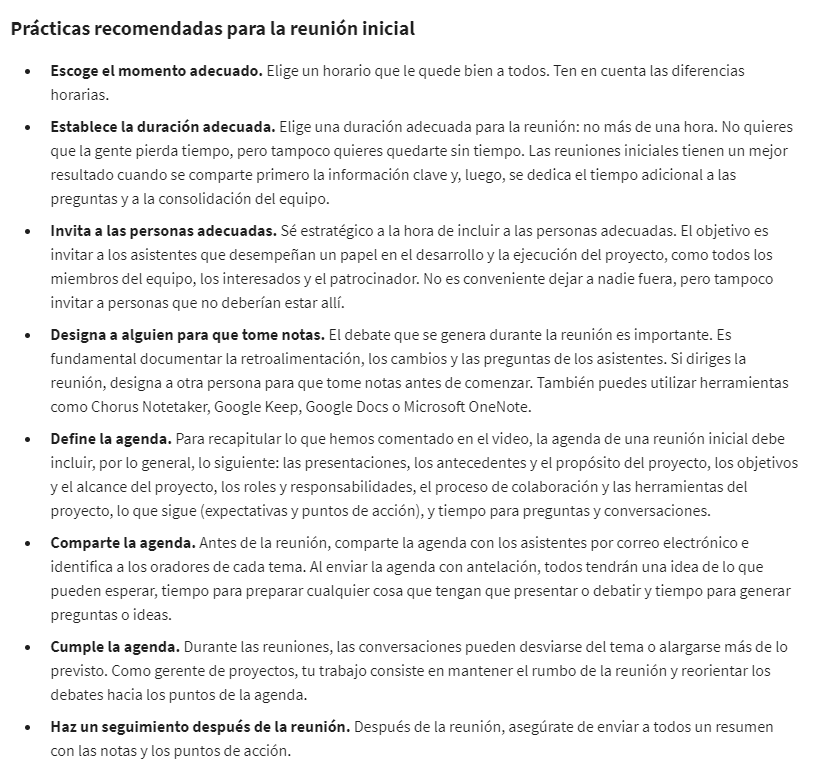 Prácticas recomendadas para la reunión inicial
• Escoge el momento adecuado. Elige un horario que le quede bien a todos. Ten en cuenta las diferencias
horarias.
• Establece la duración adecuada. Elige una duración adecuada para la reunión: no más de una hora. No quieres
que la gente pierda tiempo, pero tampoco quieres quedarte sin tiempo. Las reuniones iniciales tienen un mejor
resultado cuando se comparte primero la información clave y, luego, se dedica el tiempo adicional a las
preguntas y a la consolidación del equipo.
• Invita a las personas adecuadas. Sé estratégico a la hora de incluir a las personas adecuadas. El objetivo es
invitar a los asistentes que desempeñan un papel en el desarrollo y la ejecución del proyecto, como todos los
miembros del equipo, los interesados y el patrocinador. No es conveniente dejar a nadie fuera, pero tampoco
invitar a personas que no deberían estar allí.
• Designa a alguien para que tome notas. El debate que se genera durante la reunión es importante. Es
fundamental documentar la retroalimentación, los cambios y las preguntas de los asistentes. Si diriges la
reunión, designa a otra persona para que tome notas antes de comenzar. También puedes utilizar herramientas
como Chorus Notetaker, Google Keep, Google Docs o Microsoft OneNote.
• Define la agenda. Para recapitular lo que hemos comentado en el video, la agenda de una reunión inicial debe
incluir, por lo general, lo siguiente: las presentaciones, los antecedentes y el propósito del proyecto, los objetivos
y el alcance del proyecto, los roles y responsabilidades, el proceso de colaboración y las herramientas del
proyecto, lo que sigue (expectativas y puntos de acción), y tiempo para preguntas y conversaciones.
• Comparte la agenda. Antes de la reunión, comparte la agenda con los asistentes por correo electrónico e
identifica a los oradores de cada tema. Al enviar la agenda con antelación, todos tendrán una idea de lo que
pueden esperar, tiempo para preparar cualquier cosa que tengan que presentar o debatir y tiempo para generar
preguntas o ideas.
• Cumple la agenda. Durante las reuniones, las conversaciones pueden desviarse del tema o alargarse más de lo
previsto. Como gerente de proyectos, tu trabajo consiste en mantener el rumbo de la reunión y reorientar los
debates hacia los puntos de la agenda.
• Haz un seguimiento después de la reunión. Después de la reunión, asegúrate de enviar a todos un resumen
con las notas y los puntos de acción.